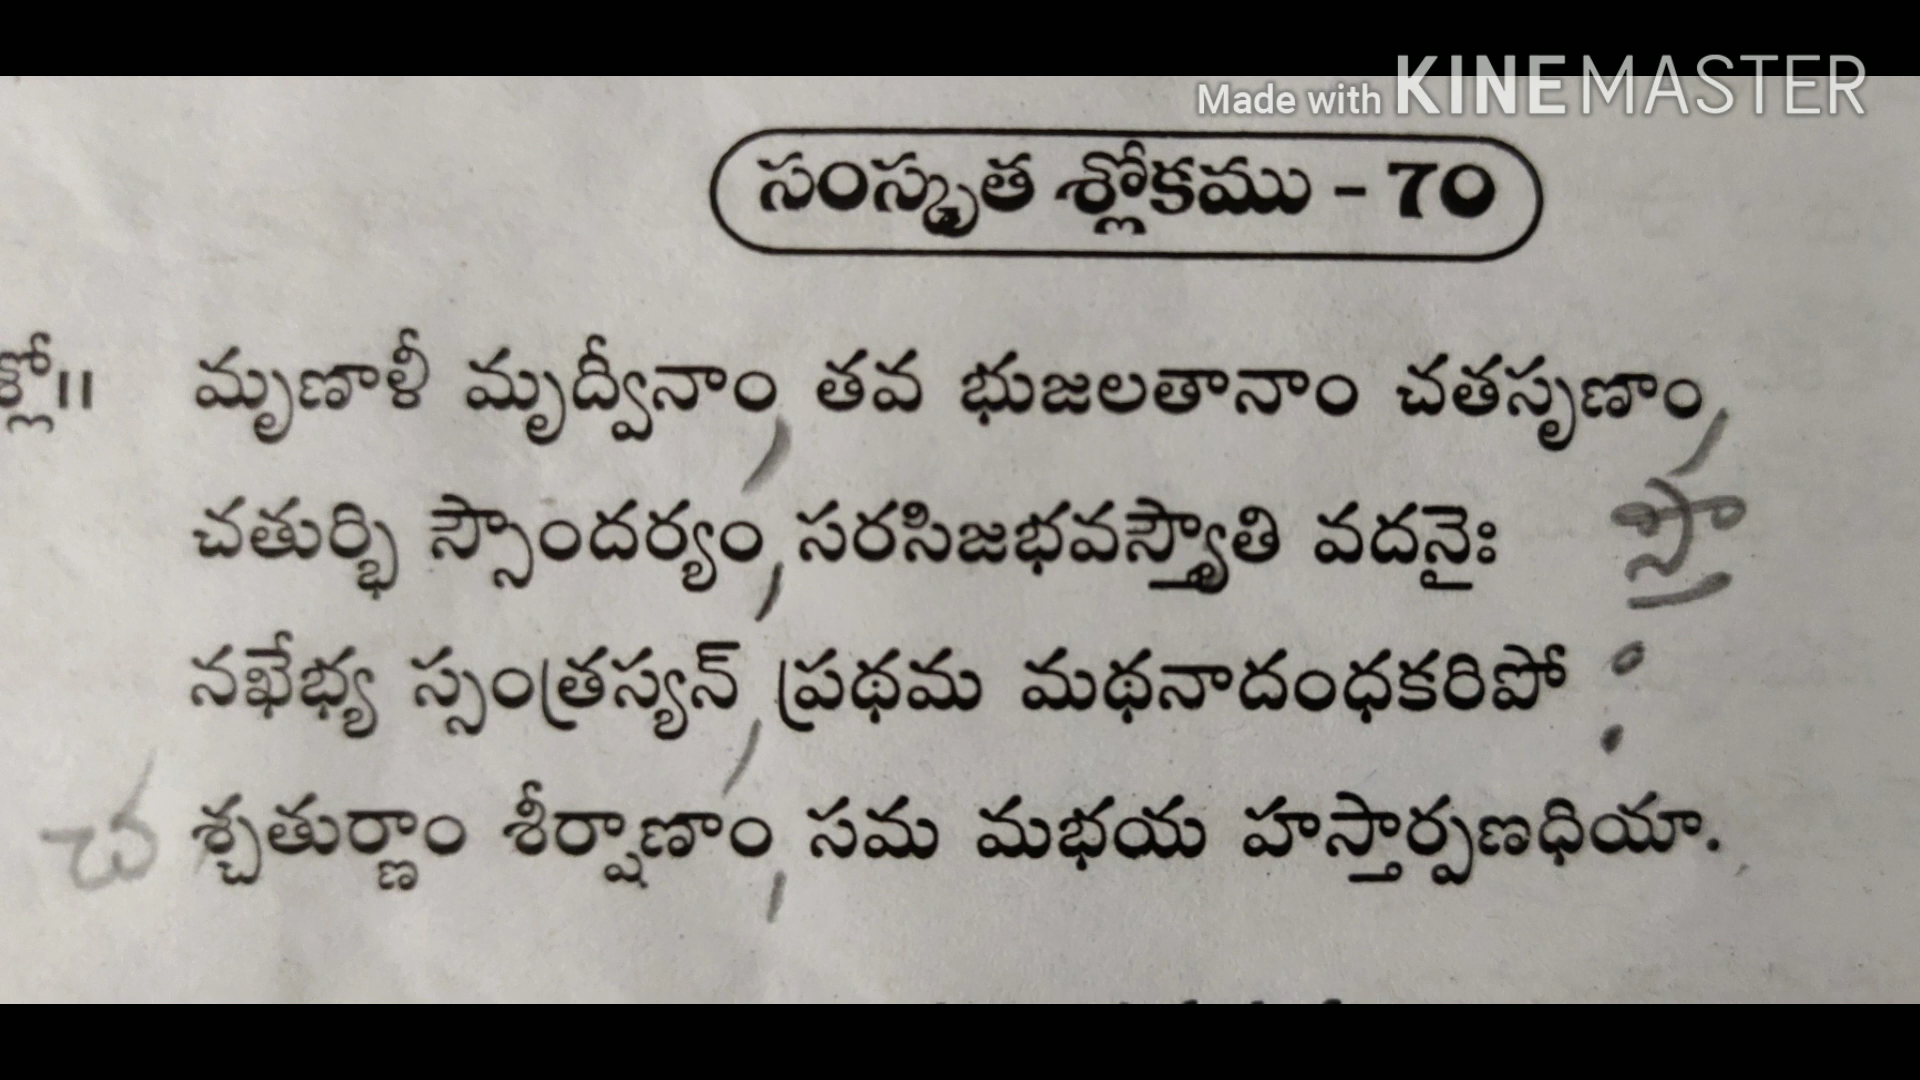 Made with KINEMASTER
సంస్కృత శ్లోకము - 70
శ్లో॥ మృణాళీ మృద్వీనాం, తవ భుజలతానాం చతసృణాం,
చతుర్భి స్సౌందర్యం, సరసిజభవస్త్యౌతి వదనైః స్తౌ
నఖేభ్య స్సంత్రస్యన్, ప్రథమ మథనాదంధకరిపో :
చ శ్చతుర్ణాం శీర్షాణాం, సమ మభయ హస్తార్పణధియా.